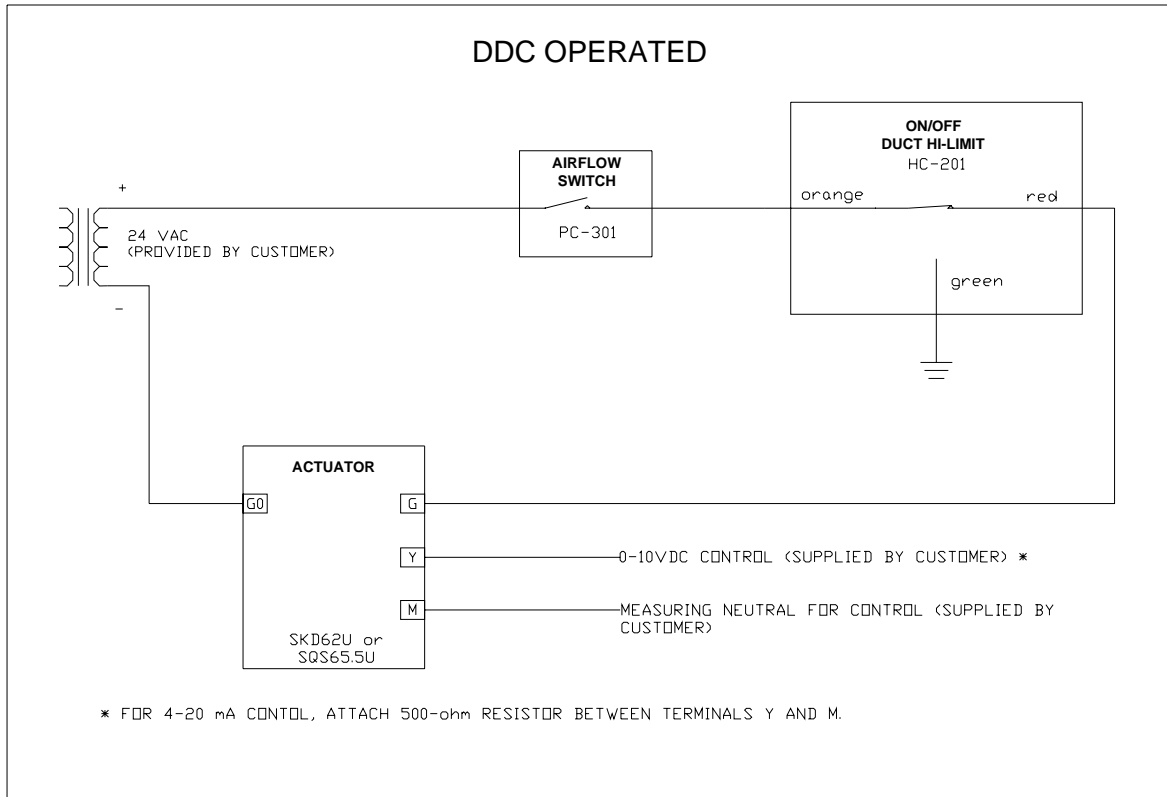 DDC OPERATED
ON/OFF
DUCT HI-LIMIT
HC-201
AIRFLOW
SWITCH
PC-301
orange
red
green
+
24 VAC
(PROVIDED BY CUSTOMER)
-
ACTUATOR
G0
G
Y
0-10VDC CONTROL (SUPPLIED BY CUSTOMER) *
M
MEASURING NEUTRAL FOR CONTROL (SUPPLIED BY
CUSTOMER)
SKD62U or
SQS65.5U
* FOR 4-20 mA CONTOL, ATTACH 500-ohm RESISTOR BETWEEN TERMINALS Y AND M.